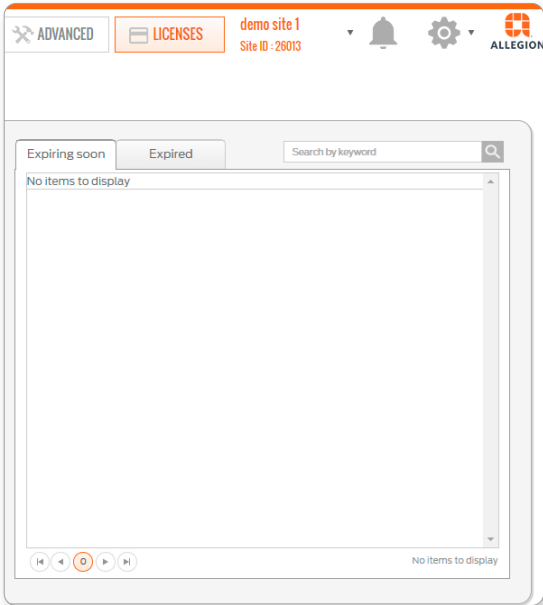 ADVANCED
LICENSES
demo site 1
Site ID : 26013
ALLEGION
Expiring soon
Expired
Search by keyword
No items to display
0
No items to display